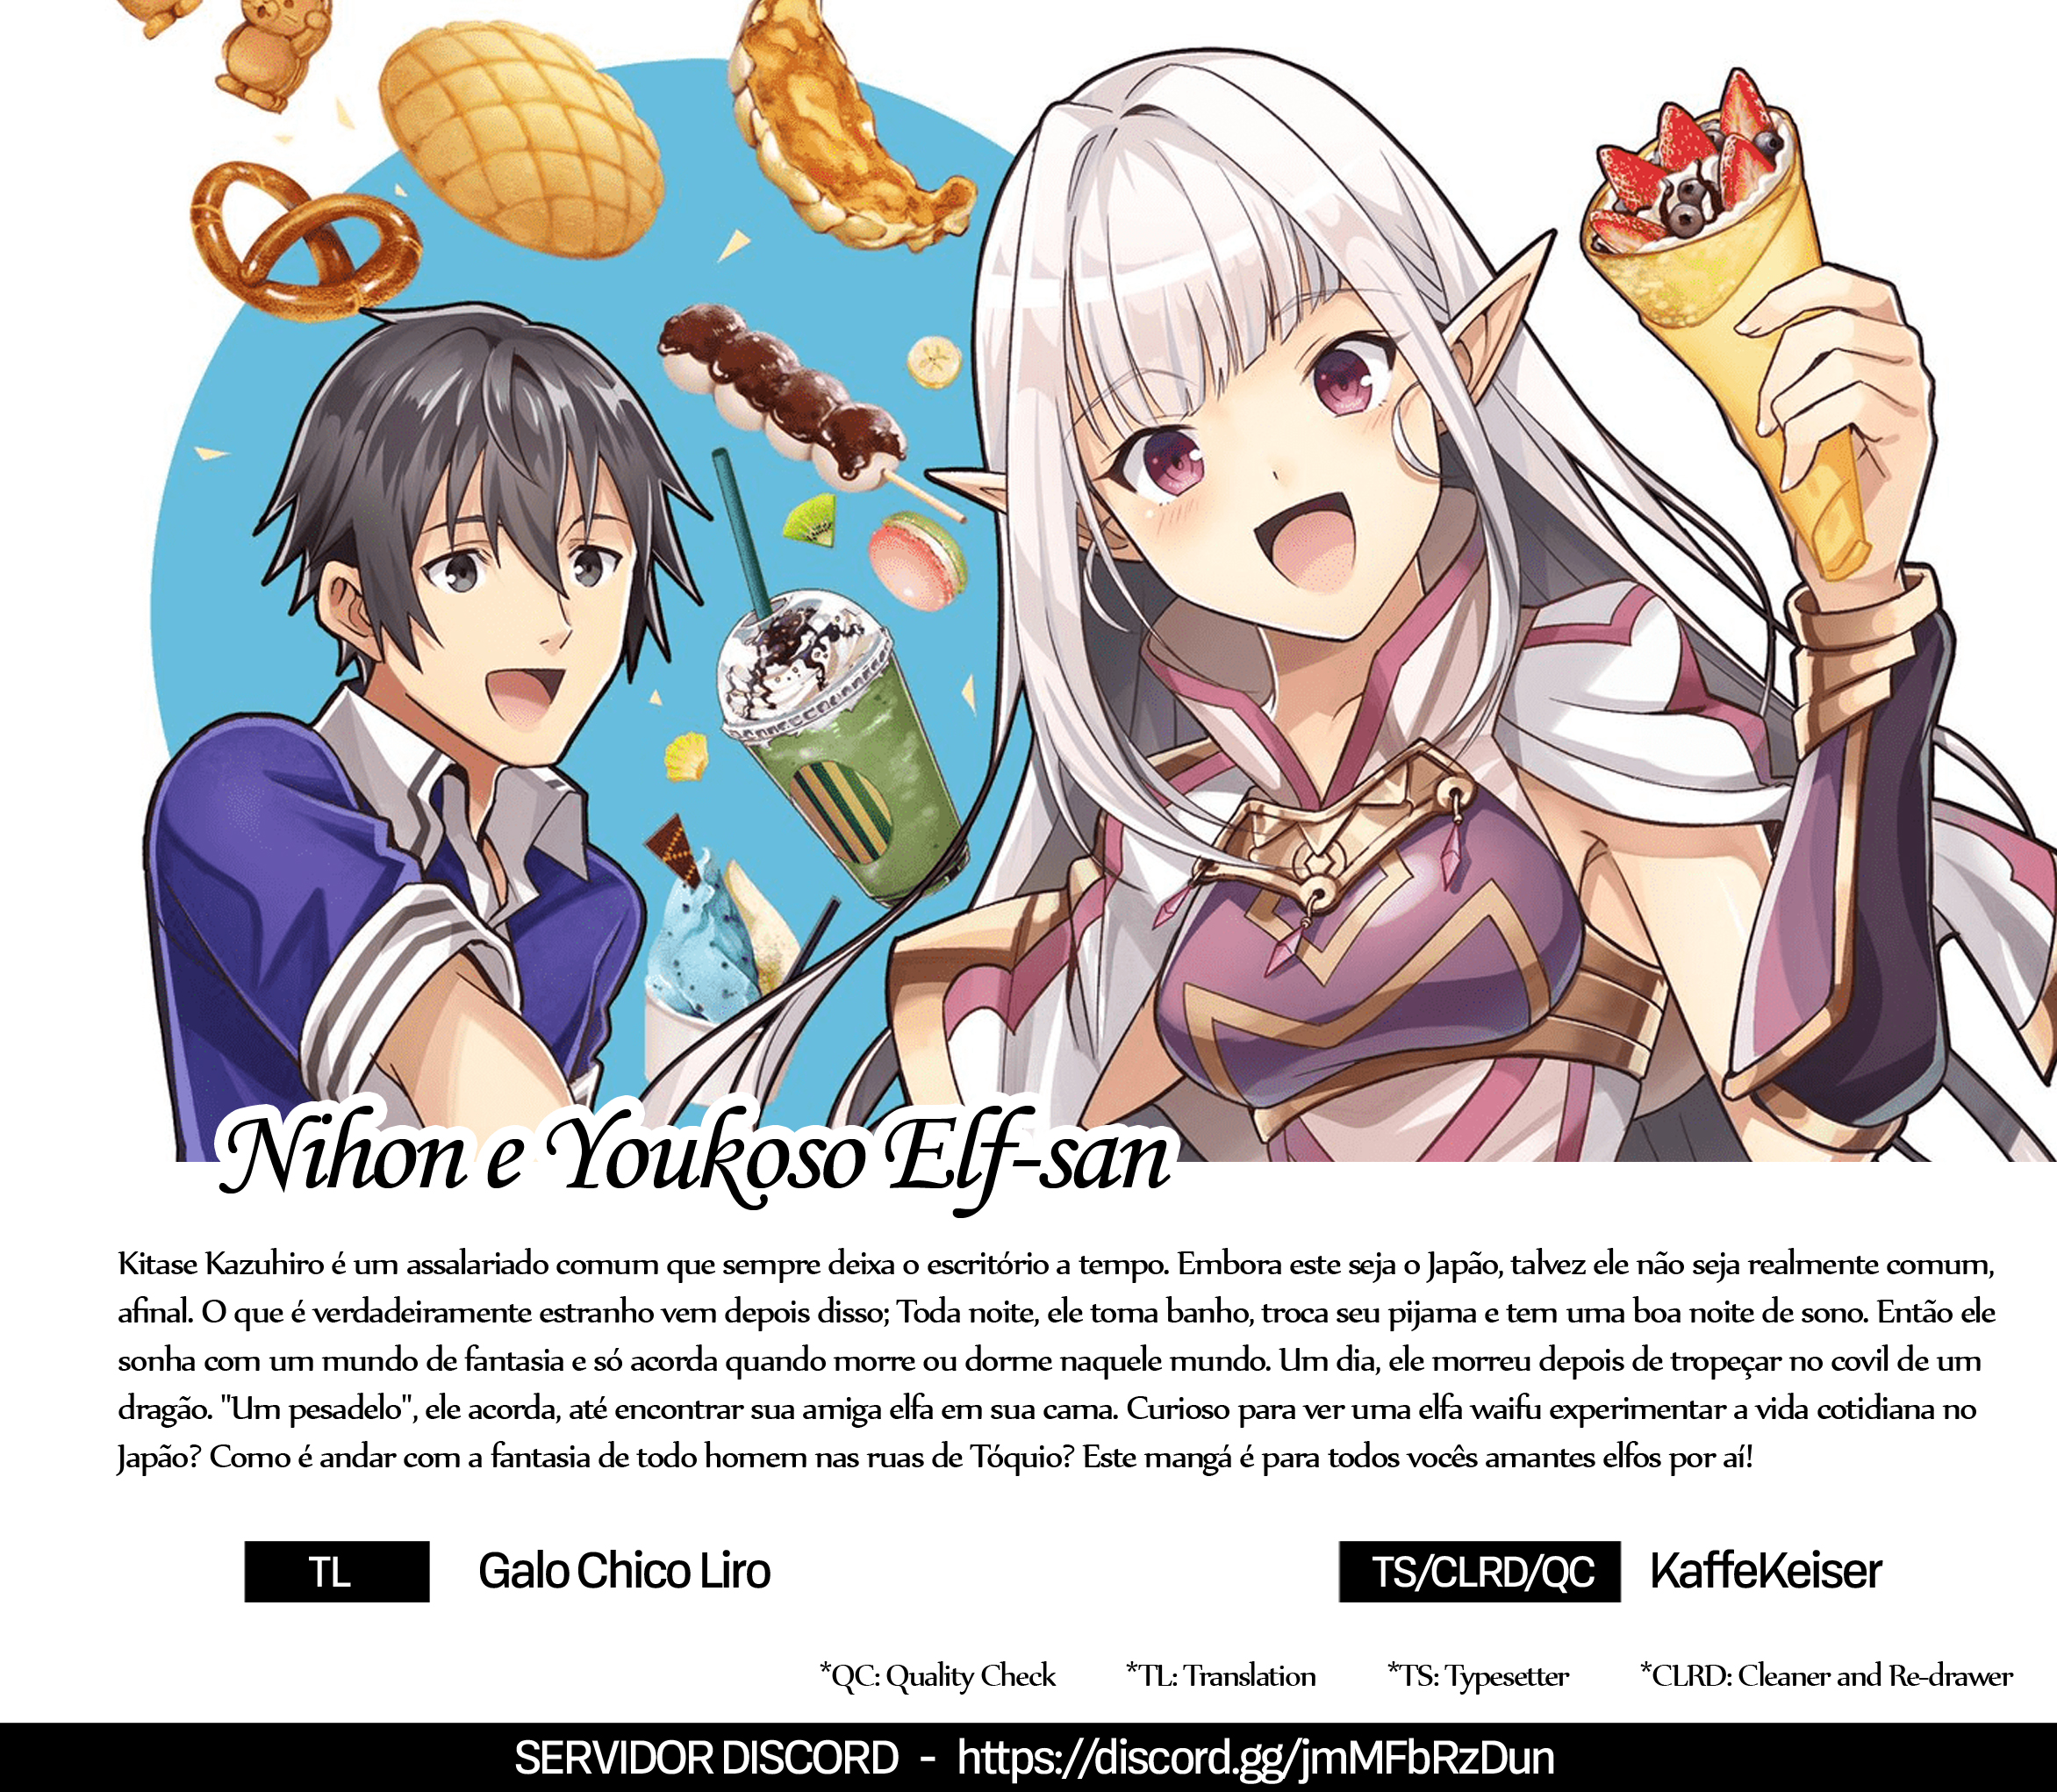 Nihon e Youkoso Elf-san
Kitase Kazuhiro é um assalariado comum que sempre deixa o escritório a tempo. Embora este seja o Japão, talvez ele não seja realmente comum,
afinal. O que é verdadeiramente estranho vem depois disso; Toda noite, ele toma banho, troca seu pijama e tem uma boa noite de sono. Então ele
sonha com um mundo de fantasia e só acorda quando morre ou dorme naquele mundo. Um dia, ele morreu depois de tropeçar no covil de um
dragão. "Um pesadelo", ele acorda, até encontrar sua amiga elfa em sua cama. Curioso para ver uma elfa waifu experimentar a vida cotidiana no
Japão? Como é andar com a fantasia de todo homem nas ruas de Tóquio? Este mangá é para todos vocês amantes elfos por aí!
TL Galo Chico Liro TS/CLRD/QC KaffeKeiser
*QC: Quality Check *TL: Translation *TS: Typesetter *CLRD: Cleaner and Re-drawer
SERVIDOR DISCORD - https://discord.gg/jmMFbRzDun